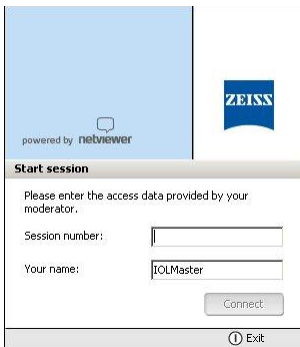 ZEISS
powered by netviewer
Start session
Please enter the access data provided by your
moderator.
Session number:
Your name: IOLMaster
Connect
Exit